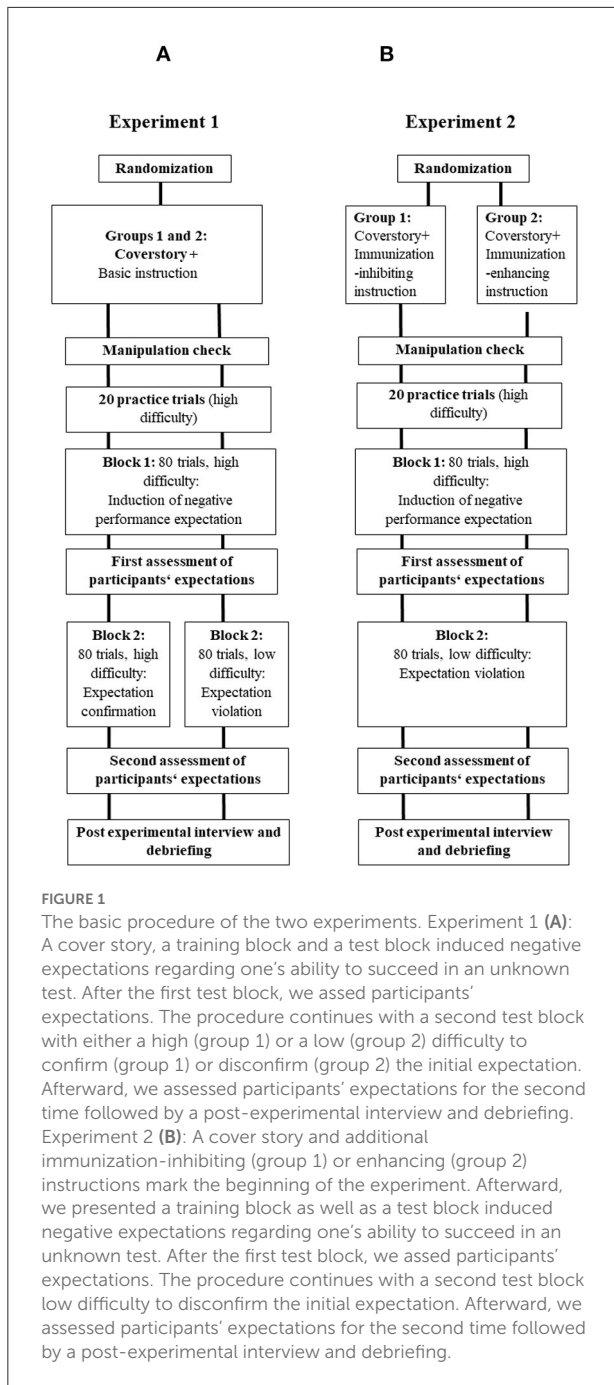 A
B
Experiment 1
Experiment 2
Randomization
Randomization
Groups 1 and 2:
Coverstory +
Basic instruction
Group 1:
Coverstory+
Immunization
-inhibiting
instruction
Group 2:
Coverstory+
Immunization
-enhancing
instruction
Manipulation check
Manipulation check
20 practice trials (high
difficulty)
20 practice trials (high
difficulty)
Block 1: 80 trials, high
difficulty:
Induction of negative
performance expectation
Block 1: 80 trials, high
difficulty:
Induction of negative
performance expectation
First assessment of
participants‘ expectations
First assessment of
participants‘ expectations
Block 2:
80 trials, high
difficulty:
Expectation
confirmation
Block 2:
80 trials, low
difficulty:
Expectation
violation
Block 2:
80 trials, low difficulty:
Expectation violation
Second assessment of
participants‘ expectations
Second assessment of
participants‘ expectations
Post experimental interview and
debriefing
Post experimental interview
and debriefing
FIGURE 1
The basic procedure of the two experiments. Experiment 1 (A):
A cover story, a training block and a test block induced negative
expectations regarding one’s ability to succeed in an unknown
test. After the first test block, we assed participants’
expectations. The procedure continues with a second test block
with either a high (group 1) or a low (group 2) difficulty to
confirm (group 1) or disconfirm (group 2) the initial expectation.
Afterward, we assessed participants’ expectations for the second
time followed by a post-experimental interview and debriefing.
Experiment 2 (B): A cover story and additional
immunization-inhibiting (group 1) or enhancing (group 2)
instructions mark the beginning of the experiment. Afterward,
we presented a training block as well as a test block induced
negative expectations regarding one’s ability to succeed in an
unknown test. After the first test block, we assed participants’
expectations. The procedure continues with a second test block
low difficulty to disconfirm the initial expectation. Afterward, we
assessed participants’ expectations for the second time followed
by a post-experimental interview and debriefing.